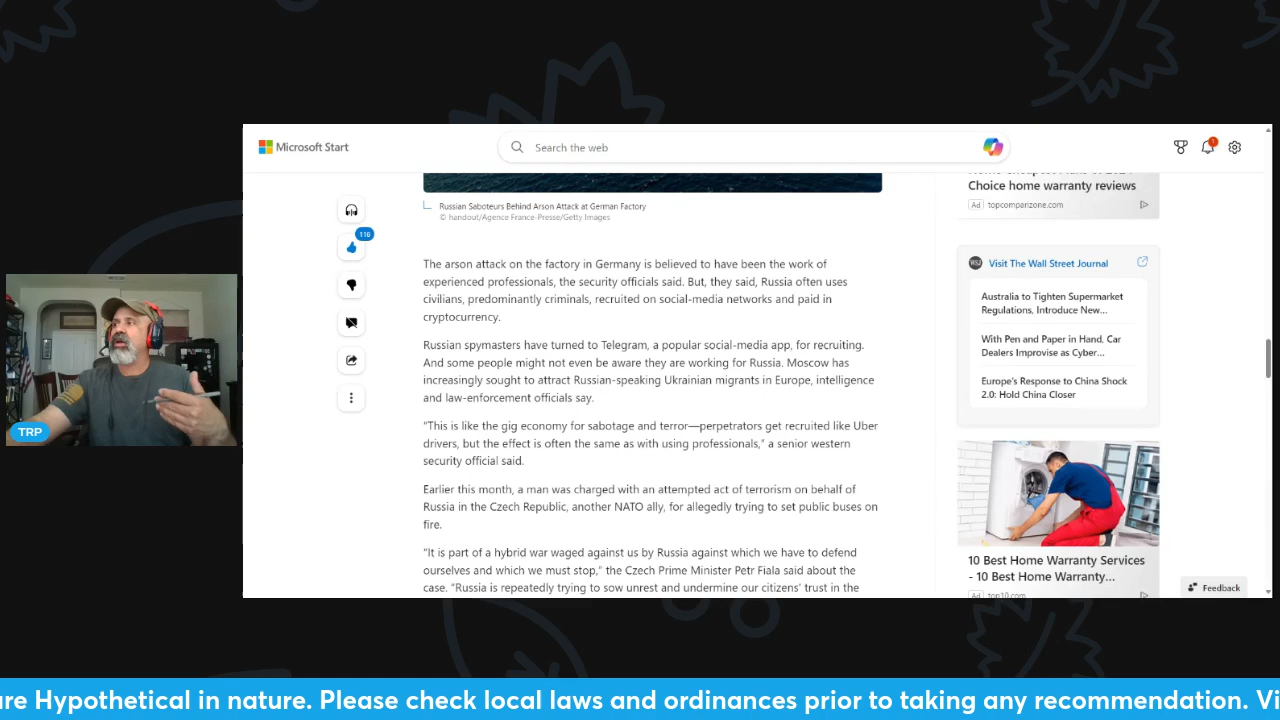 Microsoft Start
Search the web
1
Choice home warranty reviews
Ad topcomparizone.com
Russian Saboteurs Behind Arson Attack at German Factory
© handout/Agence France-Presse/Getty Images
116
The arson attack on the factory in Germany is believed to have been the work of
experienced professionals, the security officials said. But, they said, Russia often uses
civilians, predominantly criminals, recruited on social-media networks and paid in
cryptocurrency.
Russian spymasters have turned to Telegram, a popular social-media app, for recruiting.
And some people might not even be aware they are working for Russia. Moscow has
increasingly sought to attract Russian-speaking Ukrainian migrants in Europe, intelligence
and law-enforcement officials say.
“This is like the gig economy for sabotage and terror—perpetrators get recruited like Uber
drivers, but the effect is often the same as with using professionals,” a senior western
security official said.
Earlier this month, a man was charged with an attempted act of terrorism on behalf of
Russia in the Czech Republic, another NATO ally, for allegedly trying to set public buses on
fire.
“It is part of a hybrid war waged against us by Russia against which we have to defend
ourselves and which we must stop,” the Czech Prime Minister Petr Fiala said about the
case. “Russia is repeatedly trying to sow unrest and undermine our citizens’ trust in the
WSJ Visit The Wall Street Journal
Australia to Tighten Supermarket
Regulations, Introduce New...
With Pen and Paper in Hand, Car
Dealers Improvise as Cyber...
Europe's Response to China Shock
2.0: Hold China Closer
10 Best Home Warranty Services
- 10 Best Home Warranty...
Ad top10.com
Feedback
TRP
are Hypothetical in nature. Please check local laws and ordinances prior to taking any recommendation. Vi